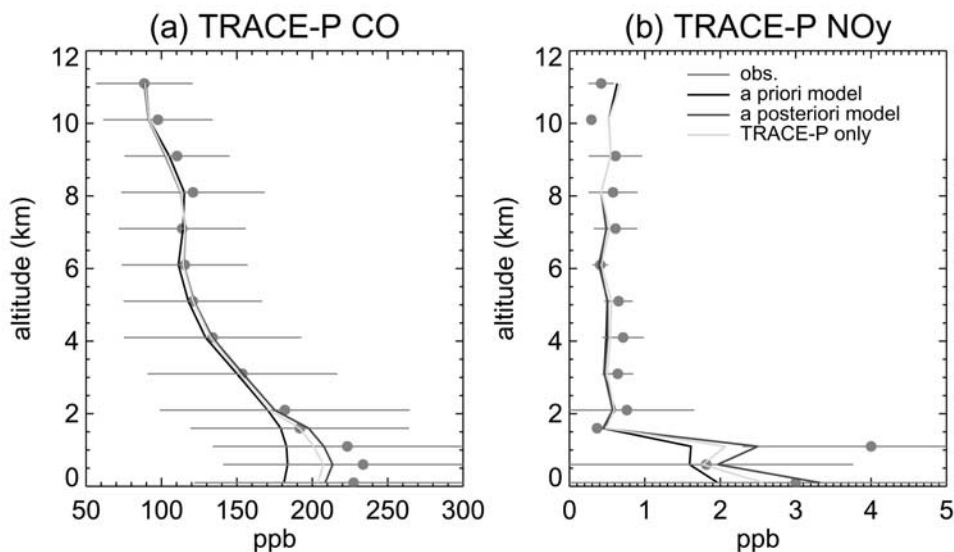 (a) TRACE-P CO
(b) TRACE-P NOy
12
10
8
6
4
2
0
altitude (km)
50
100
150
200
250
300
ppb
12
10
8
6
4
2
0
altitude (km)
obs.
a priori model
a posteriori model
TRACE-P only
0
1
2
3
4
5
ppb